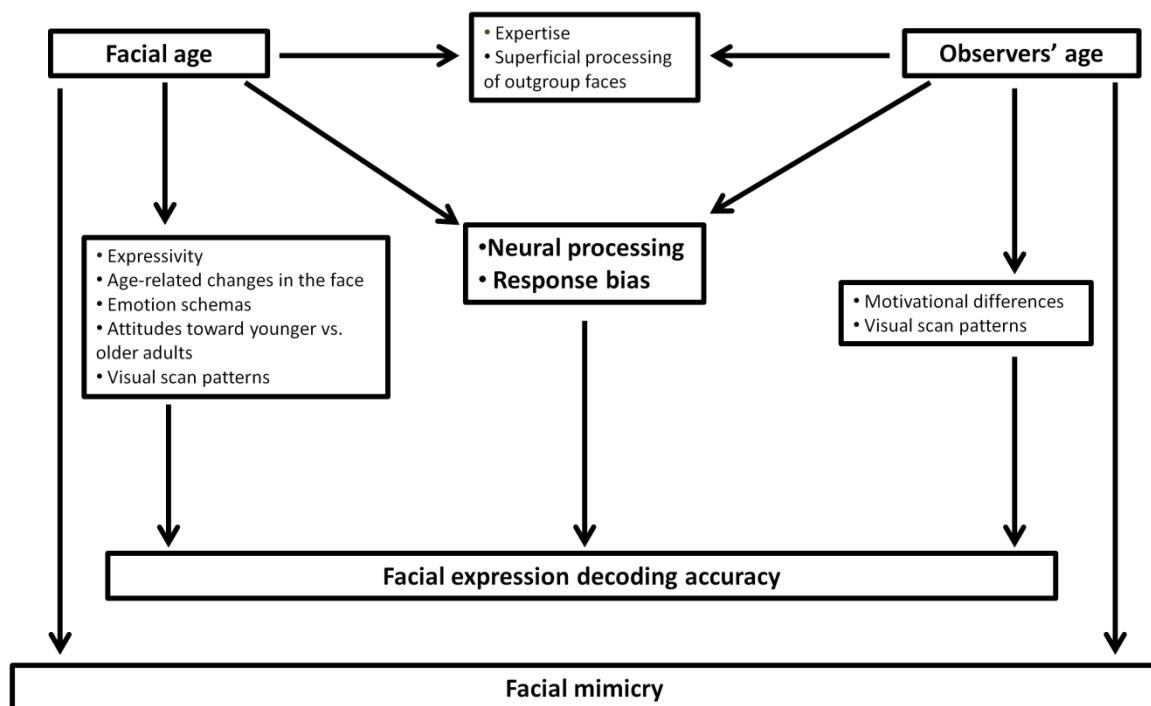 Facial age
• Expertise
• Superficial processing
of outgroup faces
Observers' age
• Expressivity
• Age-related changes in the face
• Emotion schemas
• Attitudes toward younger vs.
older adults
• Visual scan patterns
•Neural processing
• Response bias
• Motivational differences
• Visual scan patterns
Facial expression decoding accuracy
Facial mimicry